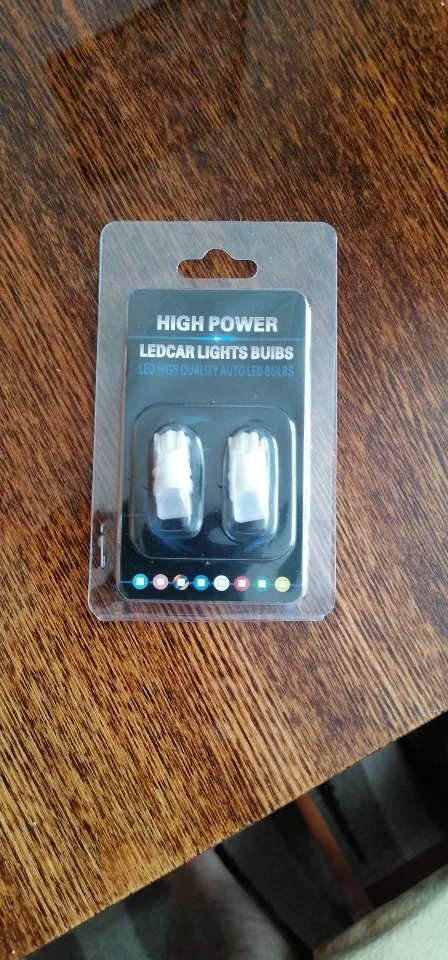 HIGH POWER
LEDCAR LIGHTS BUIBS
LED HIGH QUALITY AUTO LED BULBS